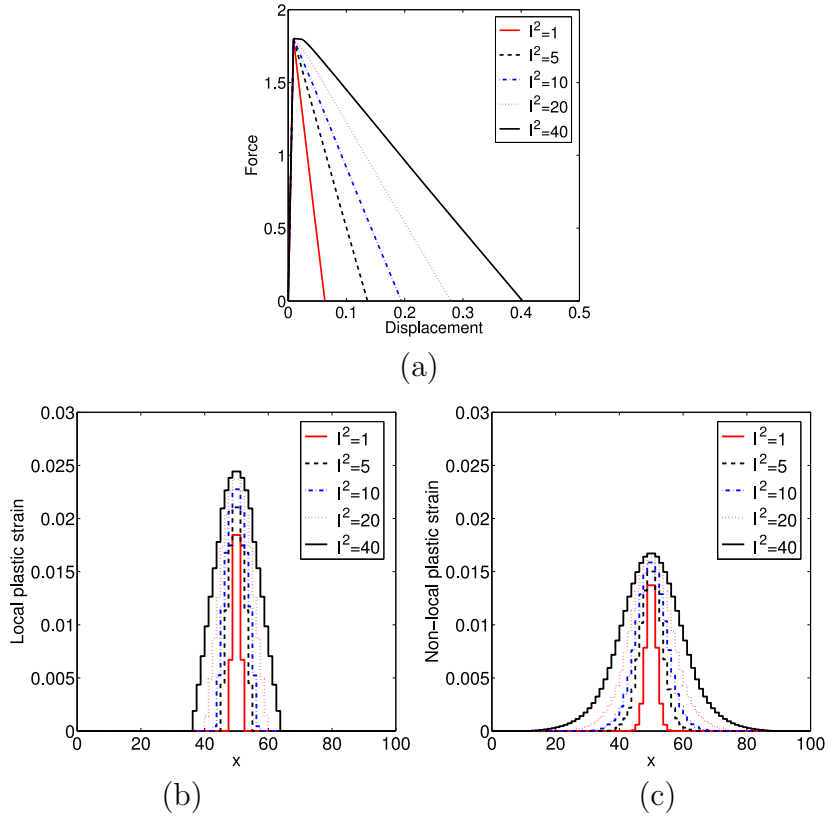 2
1.5
1
0.5
0
Force
0 0.1 0.2 0.3 0.4 0.5
Displacement
l²=1
l²=5
l²=10
l²=20
l²=40
(a)
0.03
0.025
0.02
0.015
0.01
0.005
0
Local plastic strain
0 20 40 60 80 100
x
l²=1
l²=5
l²=10
l²=20
l²=40
(b)
0.03
0.025
0.02
0.015
0.01
0.005
0
Non-local plastic strain
0 20 40 60 80 100
x
l²=1
l²=5
l²=10
l²=20
l²=40
(c)